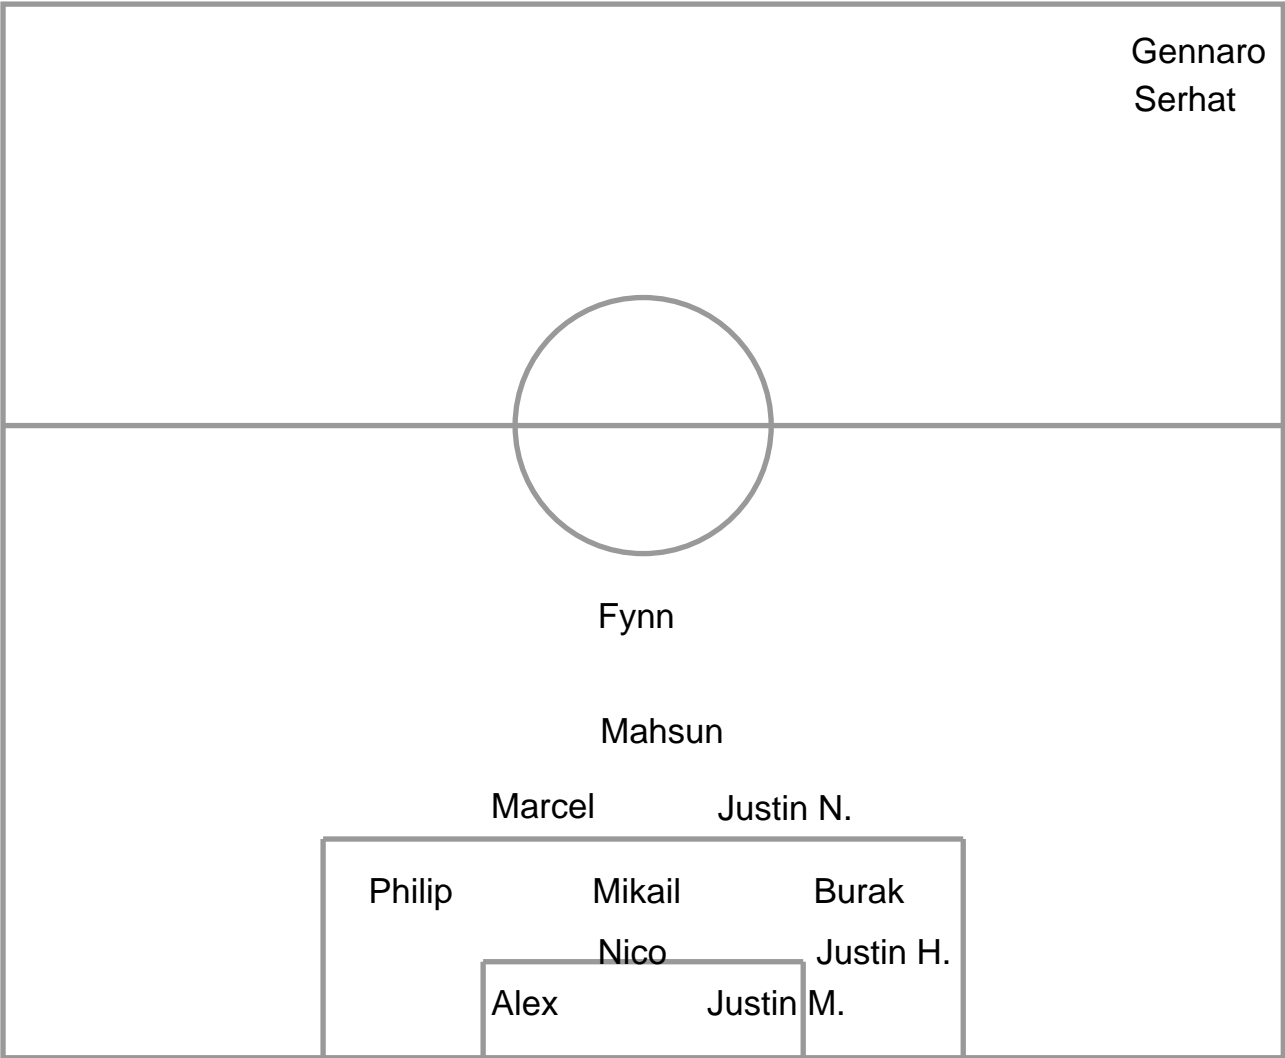 Gennaro
Serhat
Fynn
Mahsun
Marcel Justin N.
Philip Mikail Burak
Nico Justin H.
Alex Justin M.